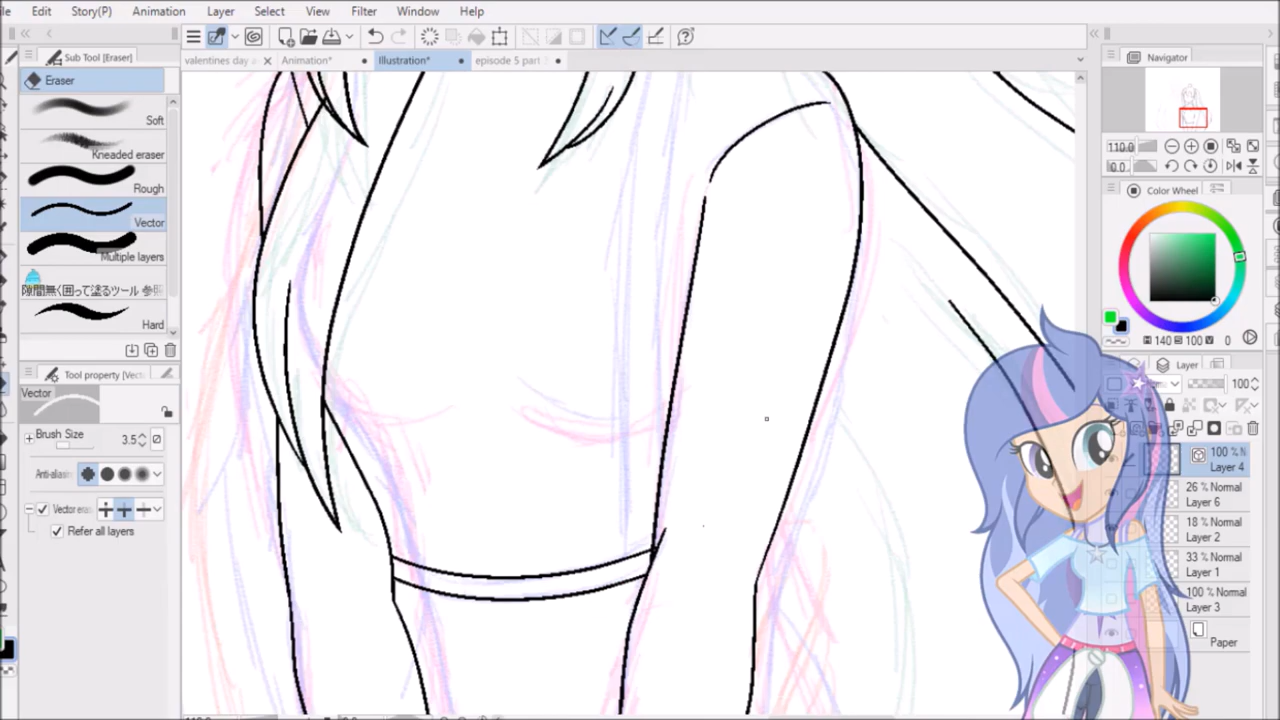 Edit Story(P) Animation Layer Select View Filter Window Help
Sub Tool [Eraser]
valentines day a Animation* Illustration* episode 5 part
Navigator
Eraser
Soft
Kneaded eraser
Rough
Vector
Multiple layers
隙間無く囲って塗るツール 参照
Hard
110.0
0.0
Color Wheel
140 100 V 0
Tool property [Vect
Vector
Brush Size 3.5
Anti-aliasing
Vector eras
Refer all layers
Layer
100
100 % N
Layer 4
26 % Normal
Layer 6
18 % Normal
Layer 2
33 % Normal
Layer 1
100 % Normal
Layer 3
Paper